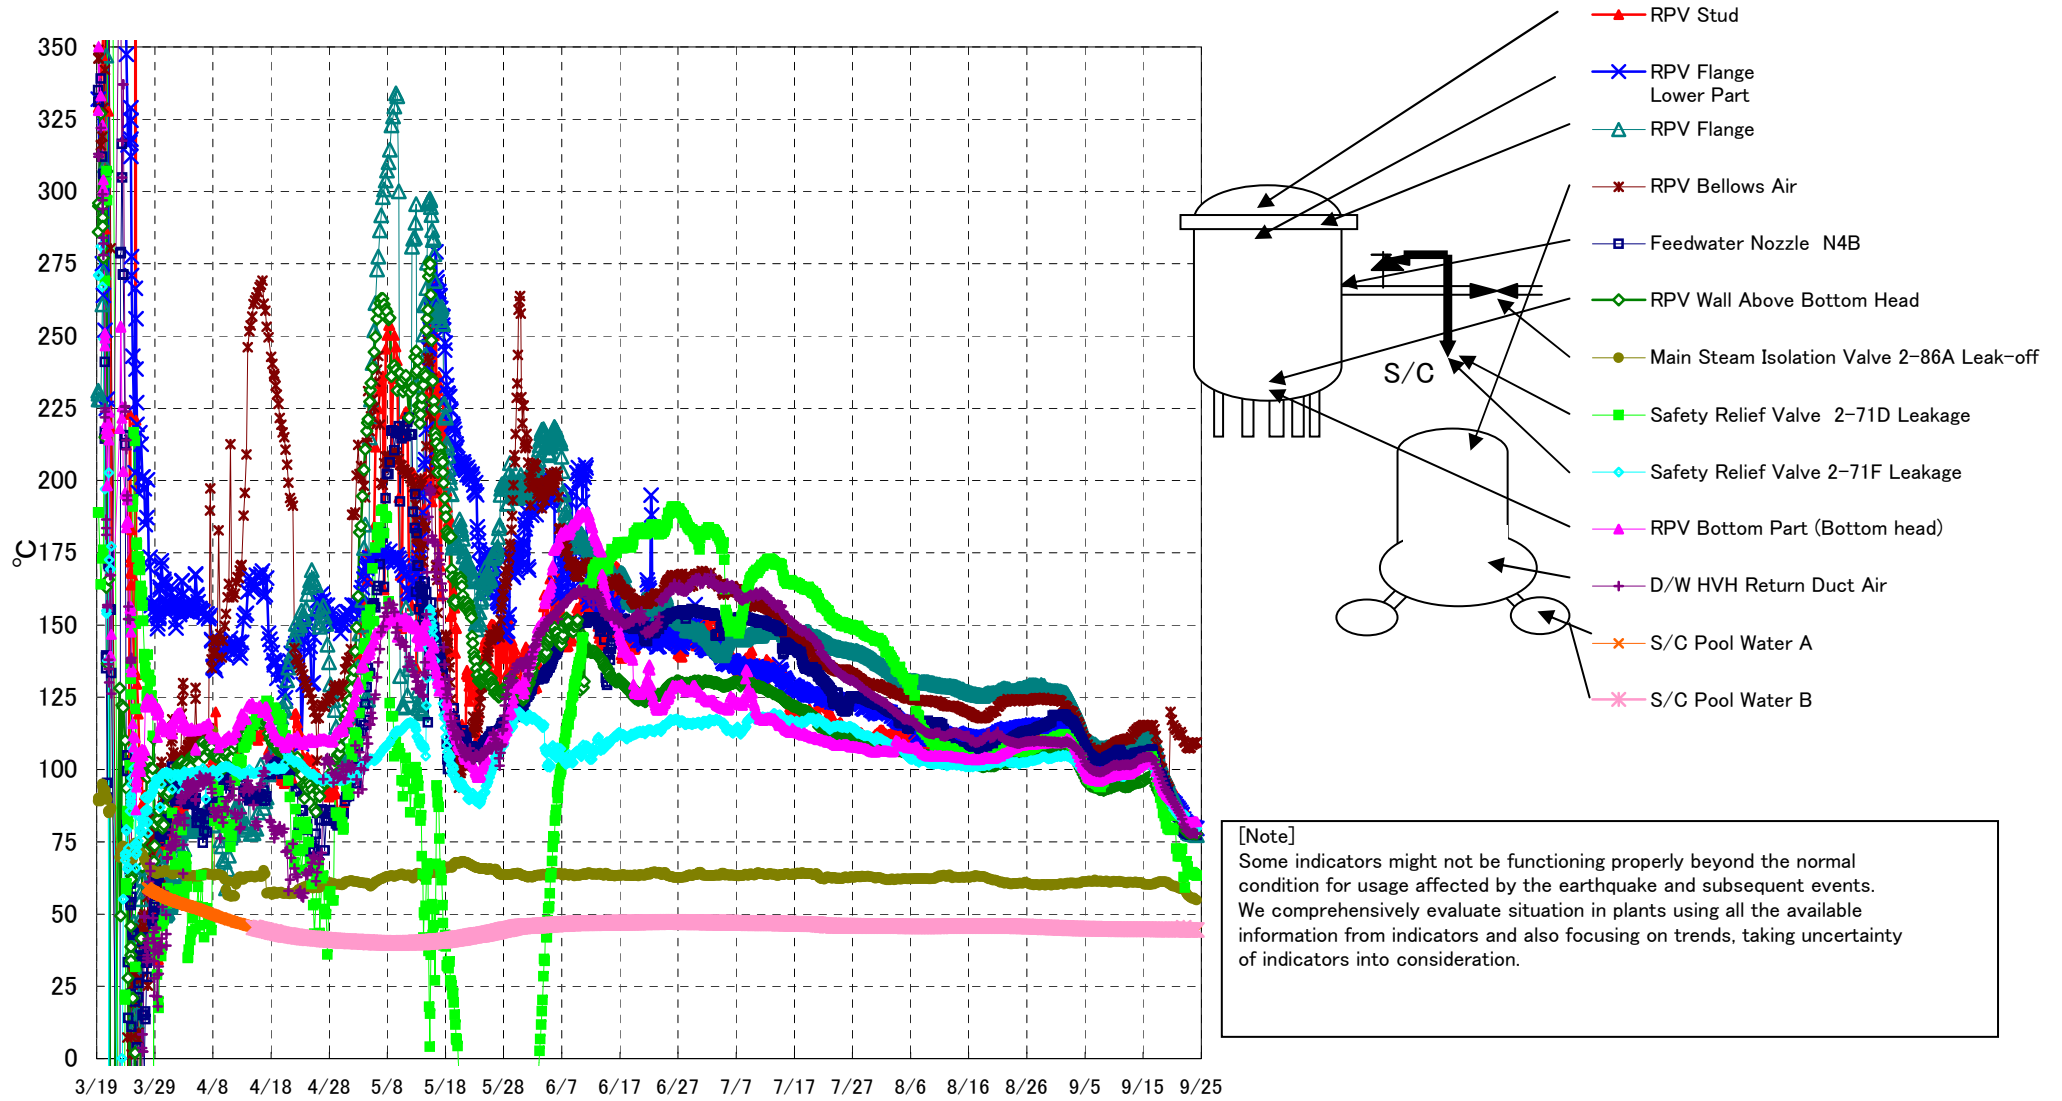 350
325
300
275
250
225
200
175
150
125
100
75
50
25
0
℃
3/19 3/29 4/8 4/18 4/28 5/8 5/18 5/28 6/7 6/17 6/27 7/7 7/17 7/27 8/6 8/16 8/26 9/5 9/15 9/25
RPV Stud
RPV Flange
Lower Part
RPV Flange
RPV Bellows Air
Feedwater Nozzle N4B
RPV Wall Above Bottom Head
Main Steam Isolation Valve 2-86A Leak-off
Safety Relief Valve 2-71D Leakage
Safety Relief Valve 2-71F Leakage
RPV Bottom Part (Bottom head)
D/W HVH Return Duct Air
S/C Pool Water A
S/C Pool Water B
S/C
[Note]
Some indicators might not be functioning properly beyond the normal
condition for usage affected by the earthquake and subsequent events.
We comprehensively evaluate situation in plants using all the available
information from indicators and also focusing on trends, taking uncertainty
of indicators into consideration.